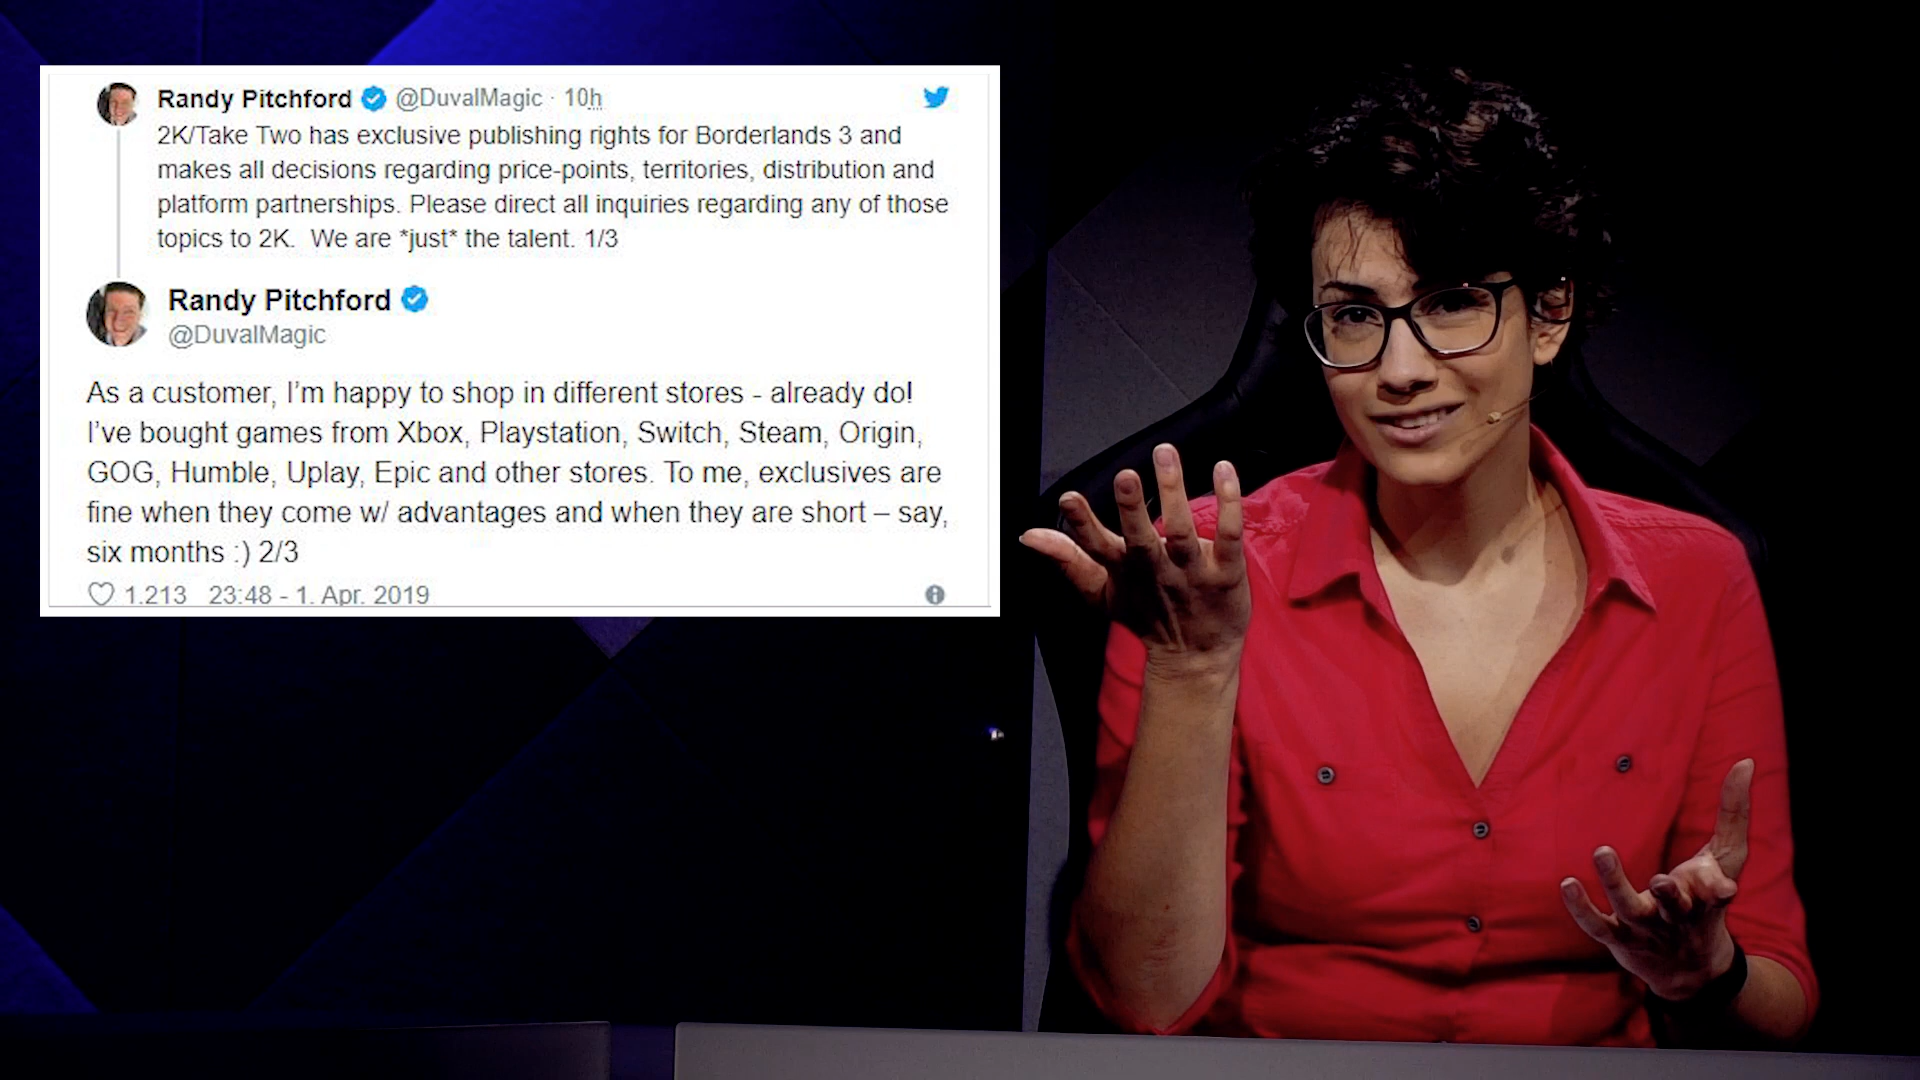 Randy Pitchford @DuvalMagic · 10h
2K/Take Two has exclusive publishing rights for Borderlands 3 and
makes all decisions regarding price-points, territories, distribution and
platform partnerships. Please direct all inquiries regarding any of those
topics to 2K.  We are *just* the talent. 1/3
Randy Pitchford
@DuvalMagic
As a customer, I’m happy to shop in different stores - already do!
I’ve bought games from Xbox, Playstation, Switch, Steam, Origin,
GOG, Humble, Uplay, Epic and other stores. To me, exclusives are
fine when they come w/ advantages and when they are short – say,
six months :) 2/3
1.213 23:48 - 1. Apr. 2019